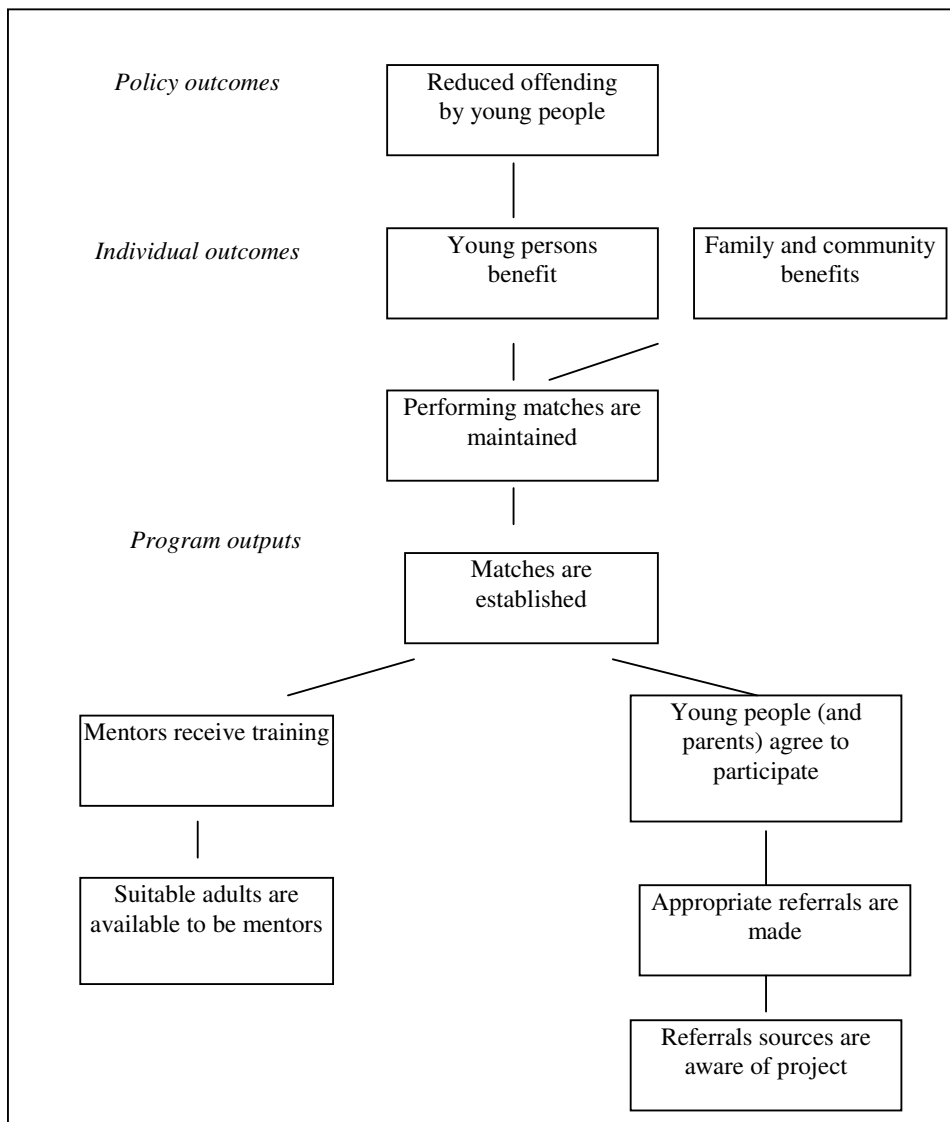 Policy outcomes
Reduced offending
by young people
Individual outcomes
Young persons
benefit
Family and community
benefits
Performing matches are
maintained
Program outputs
Matches are
established
Mentors receive training
Young people (and
parents) agree to
participate
Suitable adults are
available to be mentors
Appropriate referrals are
made
Referrals sources are
aware of project